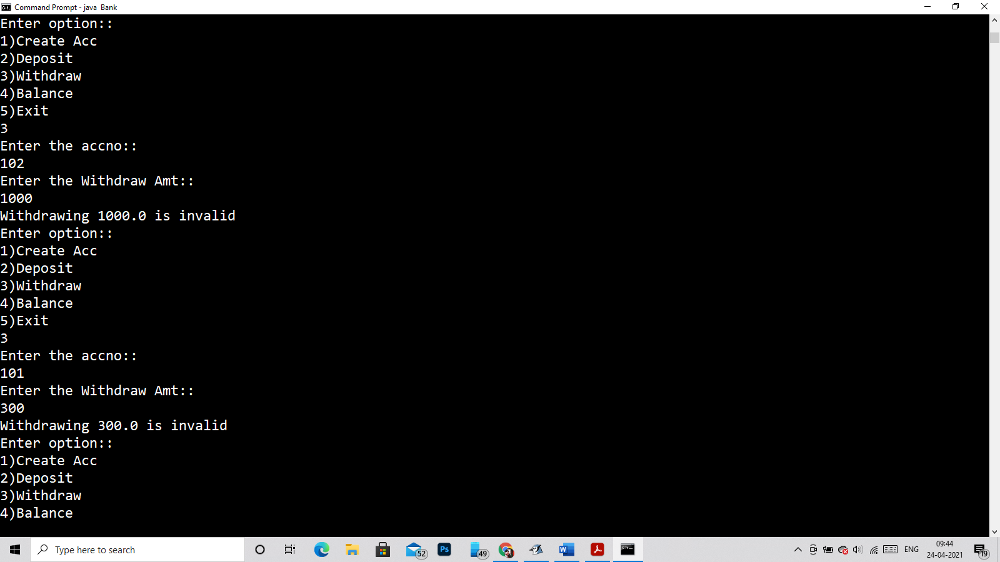 Command Prompt - java  Bank
Enter option::
1)Create Acc
2)Deposit
3)Withdraw
4)Balance
5)Exit
3
Enter the accno::
102
Enter the Withdraw Amt::
1000
Withdrawing 1000.0 is invalid
Enter option::
1)Create Acc
2)Deposit
3)Withdraw
4)Balance
5)Exit
3
Enter the accno::
101
Enter the Withdraw Amt::
300
Withdrawing 300.0 is invalid
Enter option::
1)Create Acc
2)Deposit
3)Withdraw
4)Balance
Type here to search
52
Ps
49
W
ENG
09:44
24-04-2021
19